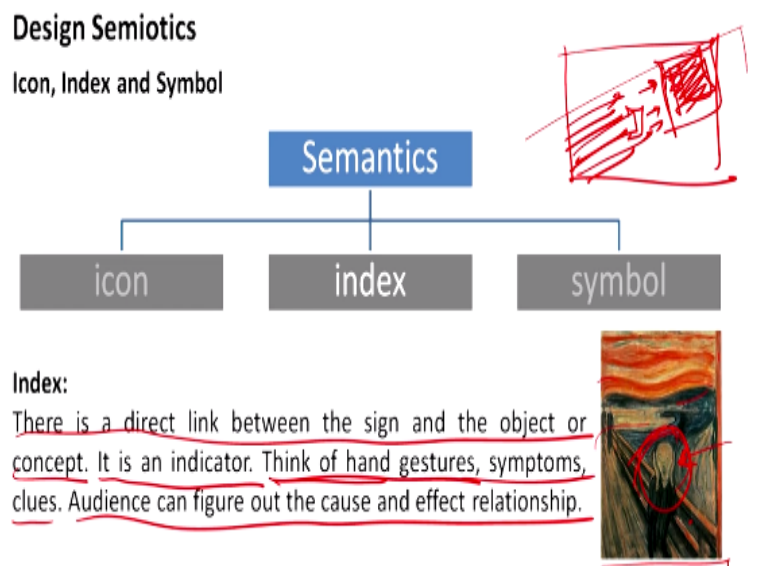 Design Semiotics
Icon, Index and Symbol
Semantics
icon
index
symbol
Index:
There is a direct link between the sign and the object or
concept. It is an indicator. Think of hand gestures, symptoms,
clues. Audience can figure out the cause and effect relationship.